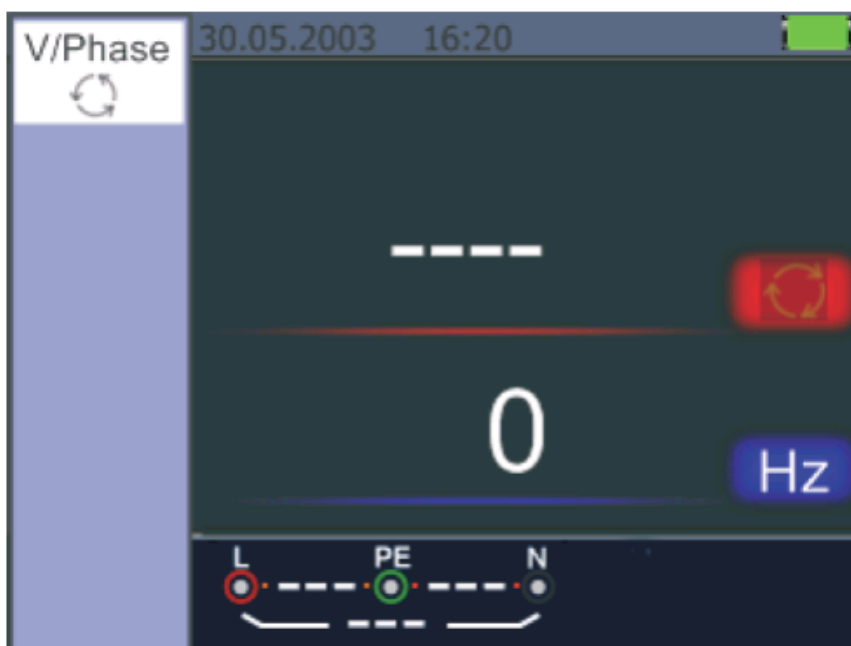 V/Phase
30.05.2003 16:20
----
0
Hz
L PE N
--- ---
---